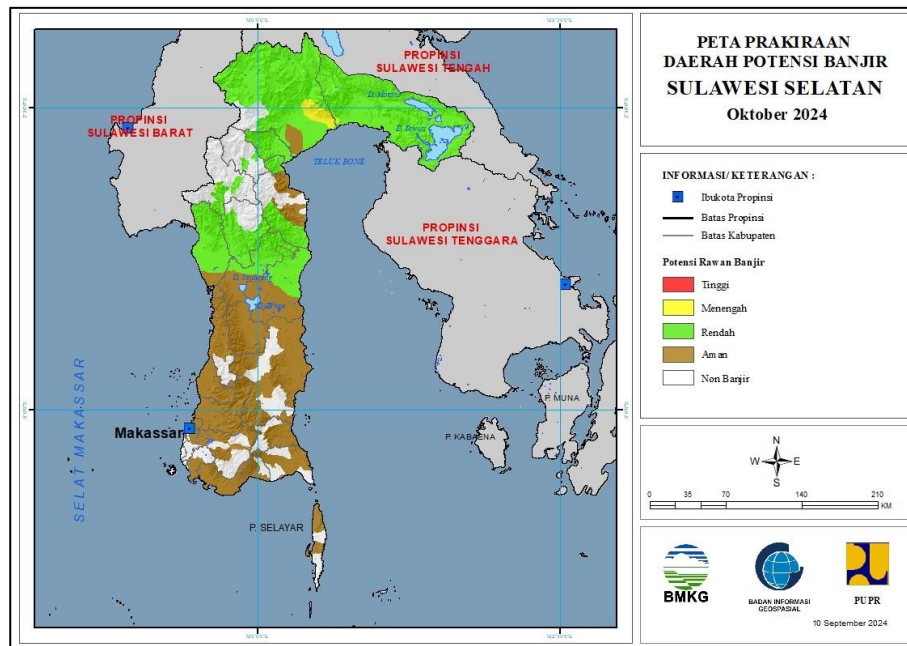 PETA PRAKIRAAN
DAERAH POTENSI BANJIR
SULAWESI SELATAN
Oktober 2024
PROPINSI
SULAWESI TENGAH
PROPINSI
SULAWESI BARAT
D. Matana
D. Towuti
TELUK BONE
PROPINSI
SULAWESI TENGGARA
SELAT MAKASSAR
Makassar
P. MUNA
P. KABAENA
P. SELAYAR
INFORMASI/ KETERANGAN :
Ibukota Propinsi
Batas Propinsi
Batas Kabupaten
Potensi Rawan Banjir
Tinggi
Menengah
Rendah
Aman
Non Banjir
N
W E
S
0 35 70 140 210
KM
BMKG
BADAN INFORMASI
GEOSPASIAL
PUPR
10 September 2024